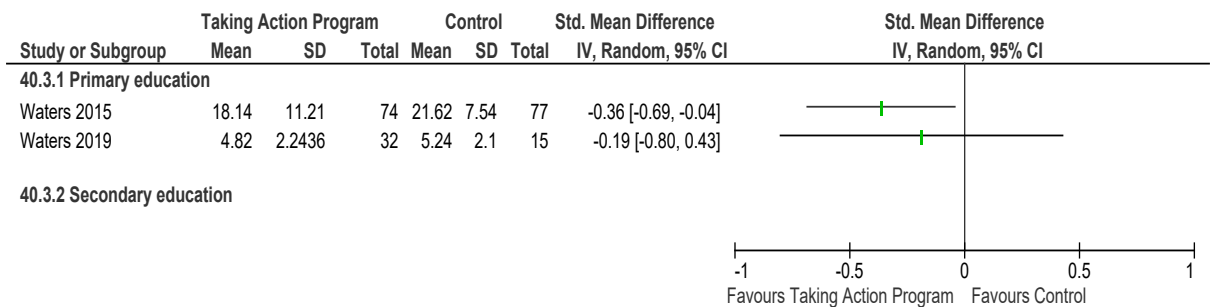 Taking Action Program Control Std. Mean Difference Std. Mean Difference
Study or Subgroup Mean SD Total Mean SD Total IV, Random, 95% CI IV, Random, 95% CI
40.3.1 Primary education
Waters 2015 18.14 11.21 74 21.62 7.54 77 -0.36 [-0.69, -0.04]
Waters 2019 4.82 2.2436 32 5.24 2.1 15 -0.19 [-0.80, 0.43]
40.3.2 Secondary education
-1 -0.5 0 0.5 1
Favours Taking Action Program Favours Control